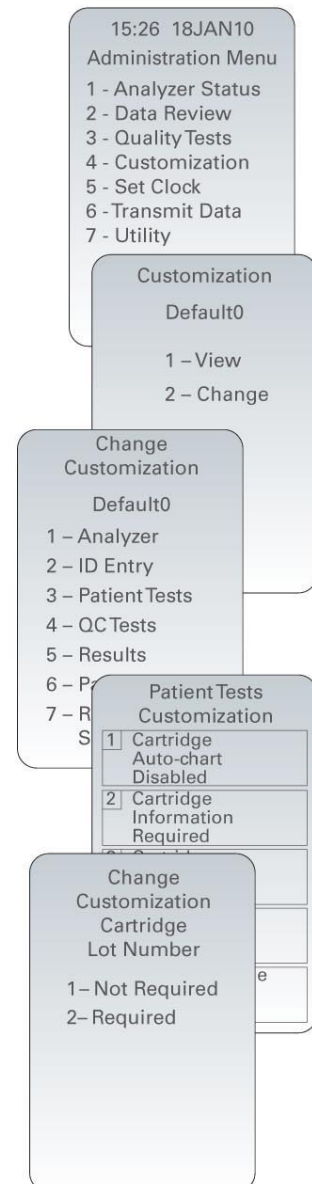 15:26 18JAN10
Administration Menu
1 - Analyzer Status
2 - Data Review
3 - Quality Tests
4 - Customization
5 - Set Clock
6 - Transmit Data
7 - Utility
Customization
Default0
1 – View
2 – Change
Change
Customization
Default0
1 – Analyzer
2 – ID Entry
3 – Patient Tests
4 – QC Tests
5 – Results
6 – Pa
7 – R
S
Patient Tests
Customization
1 Cartridge
Auto-chart
Disabled
2 Cartridge
Information
Required
e
Change
Customization
Cartridge
Lot Number
1– Not Required
2– Required